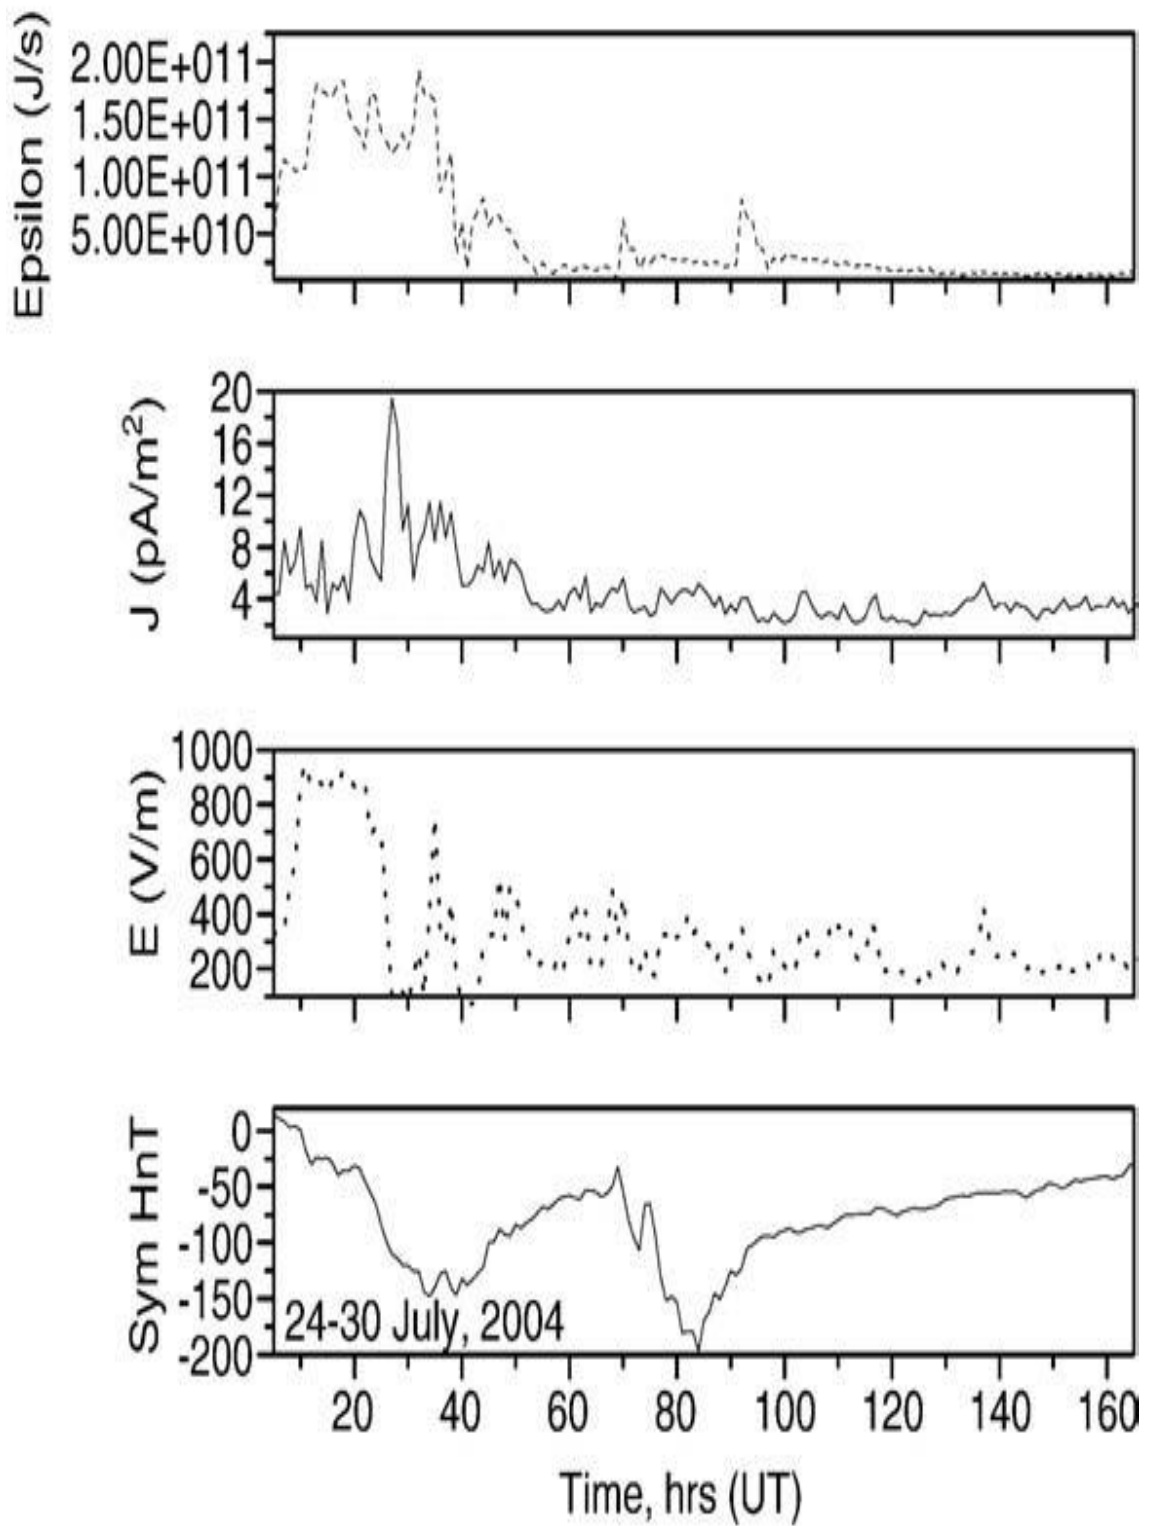 Epsilon (J/s)
2.00E+011
1.50E+011
1.00E+011
5.00E+010
J (pA/m²)
20
16
12
8
4
E (V/m)
1000
800
600
400
200
Sym HnT
0
-50
-100
-150
-200
24-30 July, 2004
20 40 60 80 100 120 140 160
Time, hrs (UT)